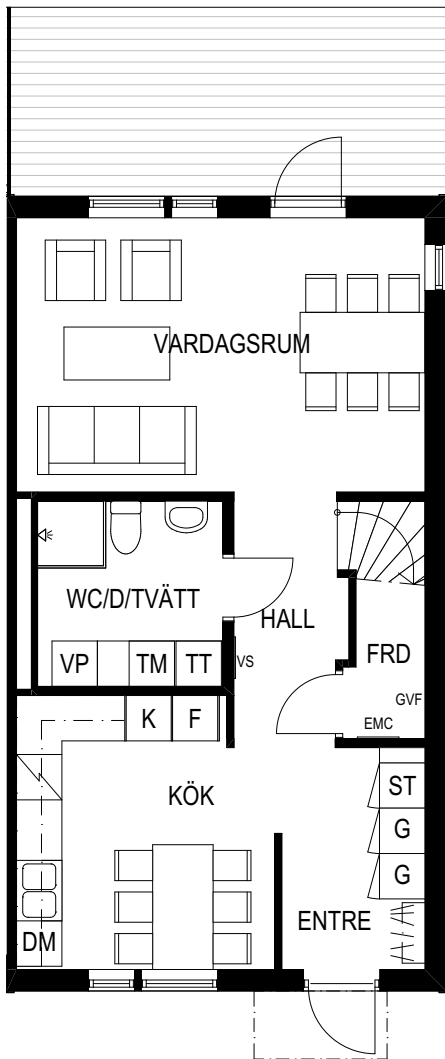 VARDAGSRUM
WC/D/TVÄTT
HALL
VP
TM
TT
VS
FRD
GVF
EMC
K
F
KÖK
ST
G
G
ENTRE
DM